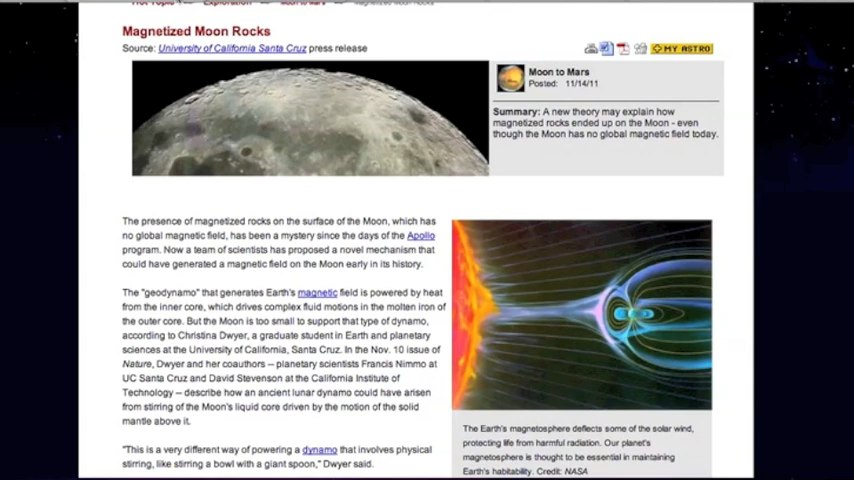 Hot Topic Exploration Moon to Mars Magnetized Moon Rocks
Magnetized Moon Rocks
Source: University of California Santa Cruz press release
MY ASTRO
Moon to Mars
Posted: 11/14/11
Summary: A new theory may explain how
magnetized rocks ended up on the Moon - even
though the Moon has no global magnetic field today.
The presence of magnetized rocks on the surface of the Moon, which has
no global magnetic field, has been a mystery since the days of the Apollo
program. Now a team of scientists has proposed a novel mechanism that
could have generated a magnetic field on the Moon early in its history.
The "geodynamo" that generates Earth's magnetic field is powered by heat
from the inner core, which drives complex fluid motions in the molten iron of
the outer core. But the Moon is too small to support that type of dynamo,
according to Christina Dwyer, a graduate student in Earth and planetary
sciences at the University of California, Santa Cruz. In the Nov. 10 issue of
Nature, Dwyer and her coauthors -- planetary scientists Francis Nimmo at
UC Santa Cruz and David Stevenson at the California Institute of
Technology -- describe how an ancient lunar dynamo could have arisen
from stirring of the Moon's liquid core driven by the motion of the solid
mantle above it.
"This is a very different way of powering a dynamo that involves physical
stirring, like stirring a bowl with a giant spoon," Dwyer said.
The Earth's magnetosphere deflects some of the solar wind,
protecting life from harmful radiation. Our planet's
magnetosphere is thought to be essential in maintaining
Earth's habitability. Credit: NASA